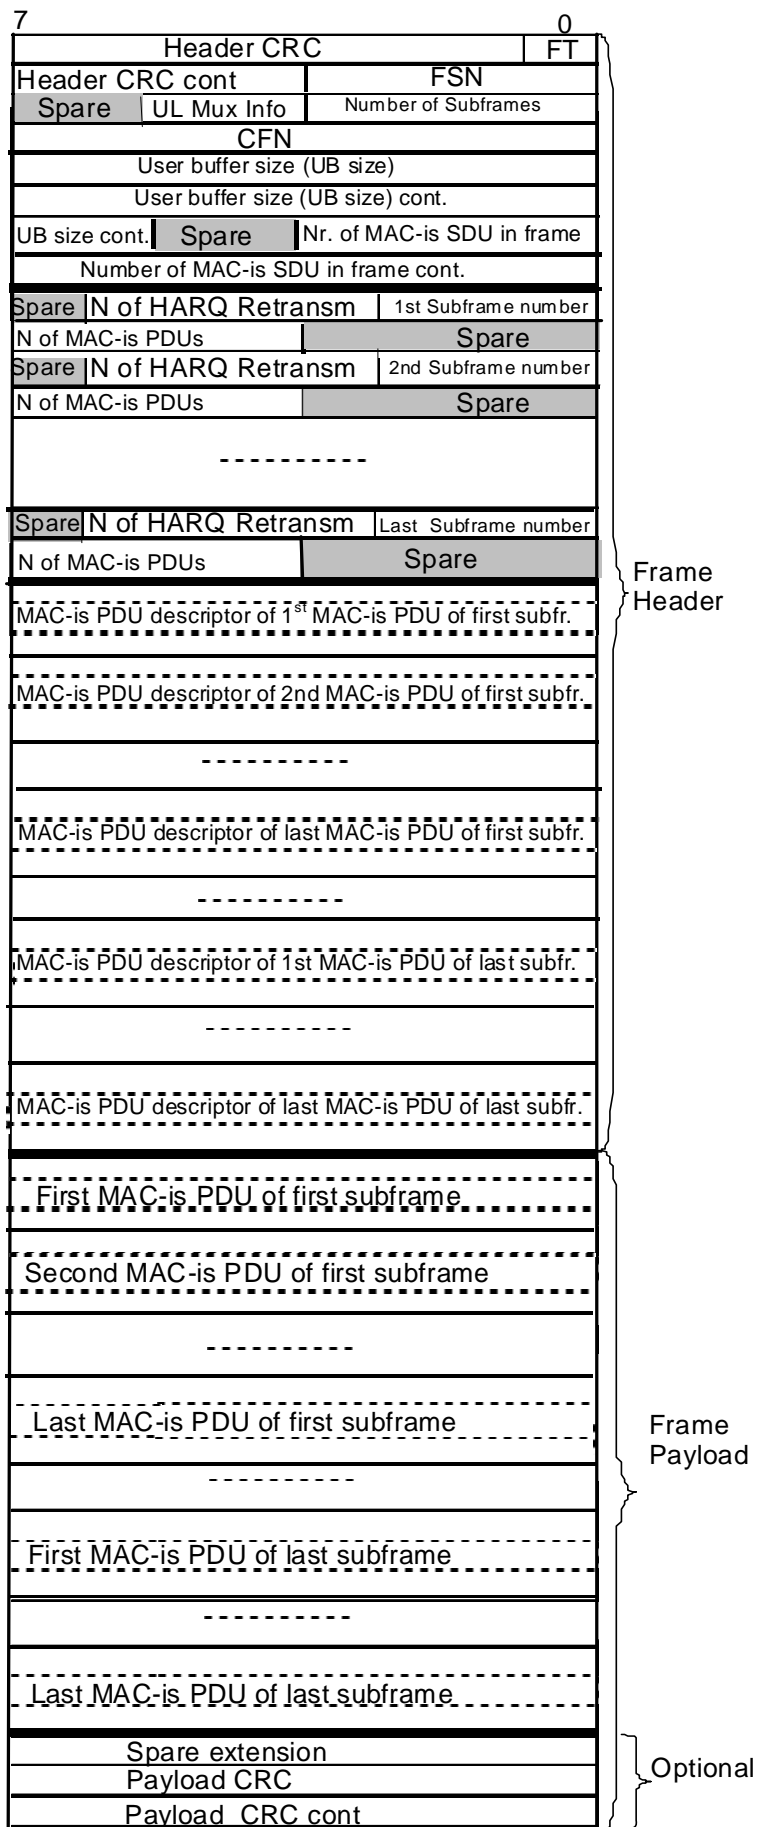 7 0
Header CRC FT
Header CRC cont FSN
Spare UL Mux Info Number of Subframes
CFN
User buffer size (UB size)
User buffer size (UB size) cont.
UB size cont. Spare Nr. of MAC-is SDU in frame
Number of MAC-is SDU in frame cont.
Spare N of HARQ Retransm 1st Subframe number
N of MAC-is PDUs Spare
Spare N of HARQ Retransm 2nd Subframe number
N of MAC-is PDUs Spare
Spare N of HARQ Retransm Last Subframe number
N of MAC-is PDUs Spare
Frame
Header
MAC-is PDU descriptor of 1st MAC-is PDU of first subfr.
MAC-is PDU descriptor of 2nd MAC-is PDU of first subfr.
MAC-is PDU descriptor of last MAC-is PDU of first subfr.
MAC-is PDU descriptor of 1st MAC-is PDU of last subfr.
MAC-is PDU descriptor of last MAC-is PDU of last subfr.
First MAC-is PDU of first subframe
Second MAC-is PDU of first subframe
Last MAC-is PDU of first subframe
Frame
Payload
First MAC-is PDU of last subframe
Last MAC-is PDU of last subframe
Spare extension
Payload CRC
Optional
Payload CRC cont